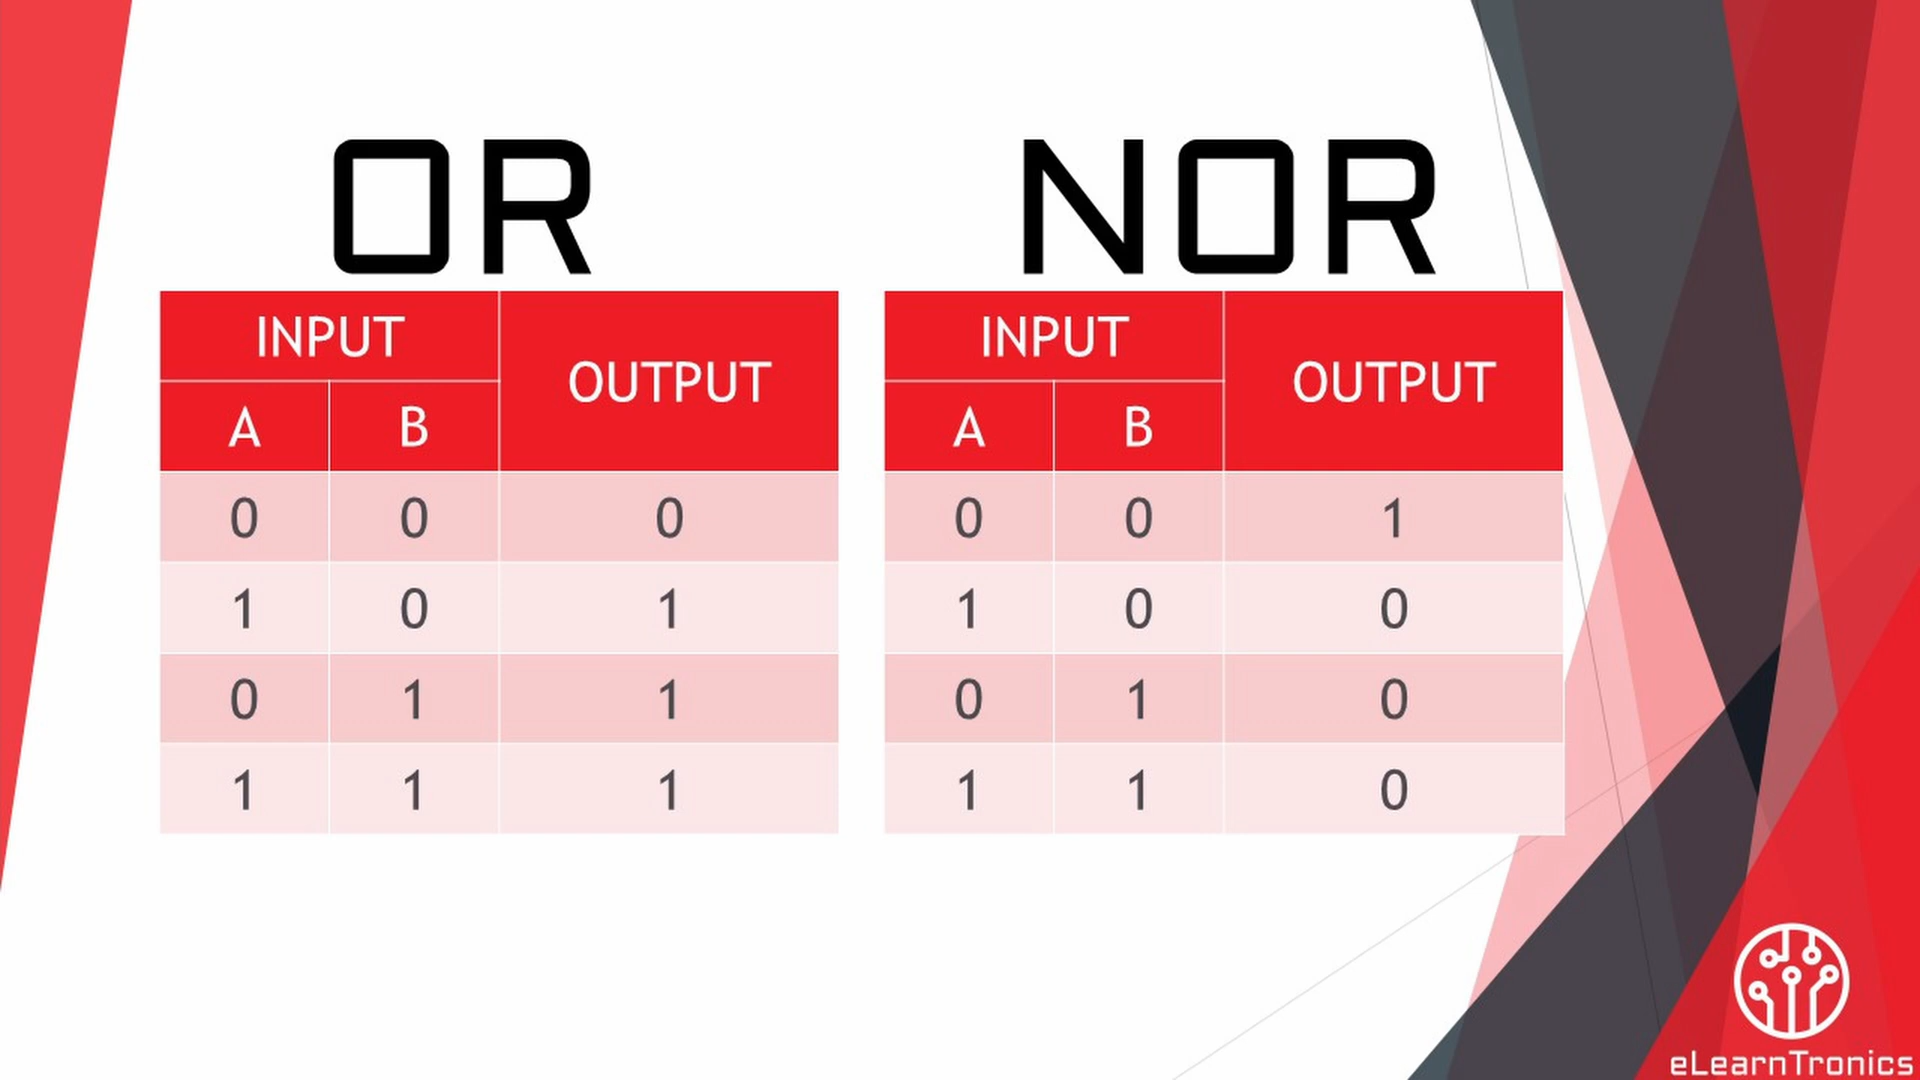 OR
INPUT OUTPUT
A B
0 0 0
1 0 1
0 1 1
1 1 1
NOR
INPUT OUTPUT
A B
0 0 1
1 0 0
0 1 0
1 1 0
eLearnTronics